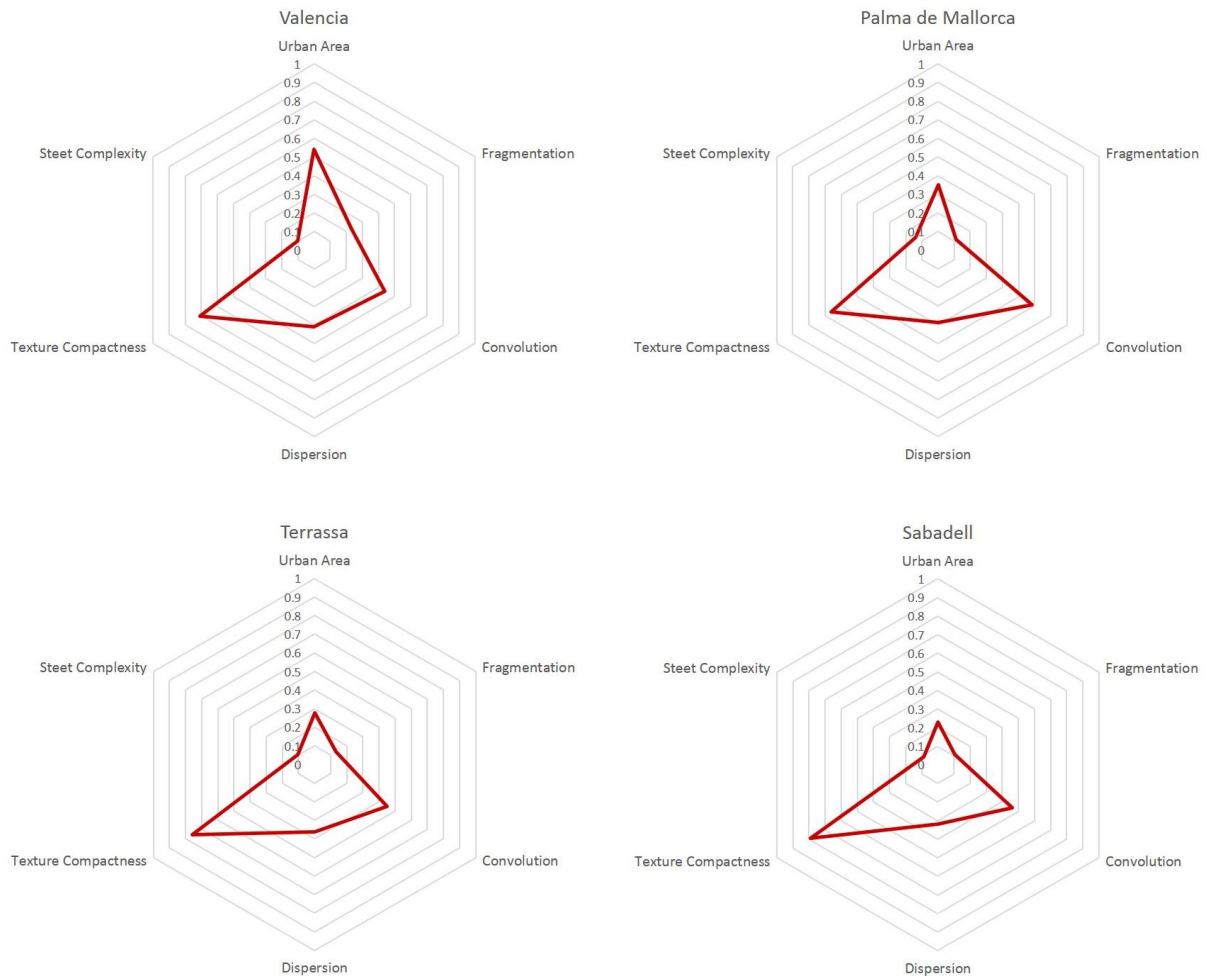 Valencia
Urban Area
1
0.9
0.8
0.7
0.6
0.5
0.4
0.3
0.2
0.1
0
Steet Complexity
Fragmentation
Texture Compactness
Convolution
Dispersion
Palma de Mallorca
Urban Area
1
0.9
0.8
0.7
0.6
0.5
0.4
0.3
0.2
0.1
0
Steet Complexity
Fragmentation
Texture Compactness
Convolution
Dispersion
Terrassa
Urban Area
1
0.9
0.8
0.7
0.6
0.5
0.4
0.3
0.2
0.1
0
Steet Complexity
Fragmentation
Texture Compactness
Convolution
Dispersion
Sabadell
Urban Area
1
0.9
0.8
0.7
0.6
0.5
0.4
0.3
0.2
0.1
0
Steet Complexity
Fragmentation
Texture Compactness
Convolution
Dispersion